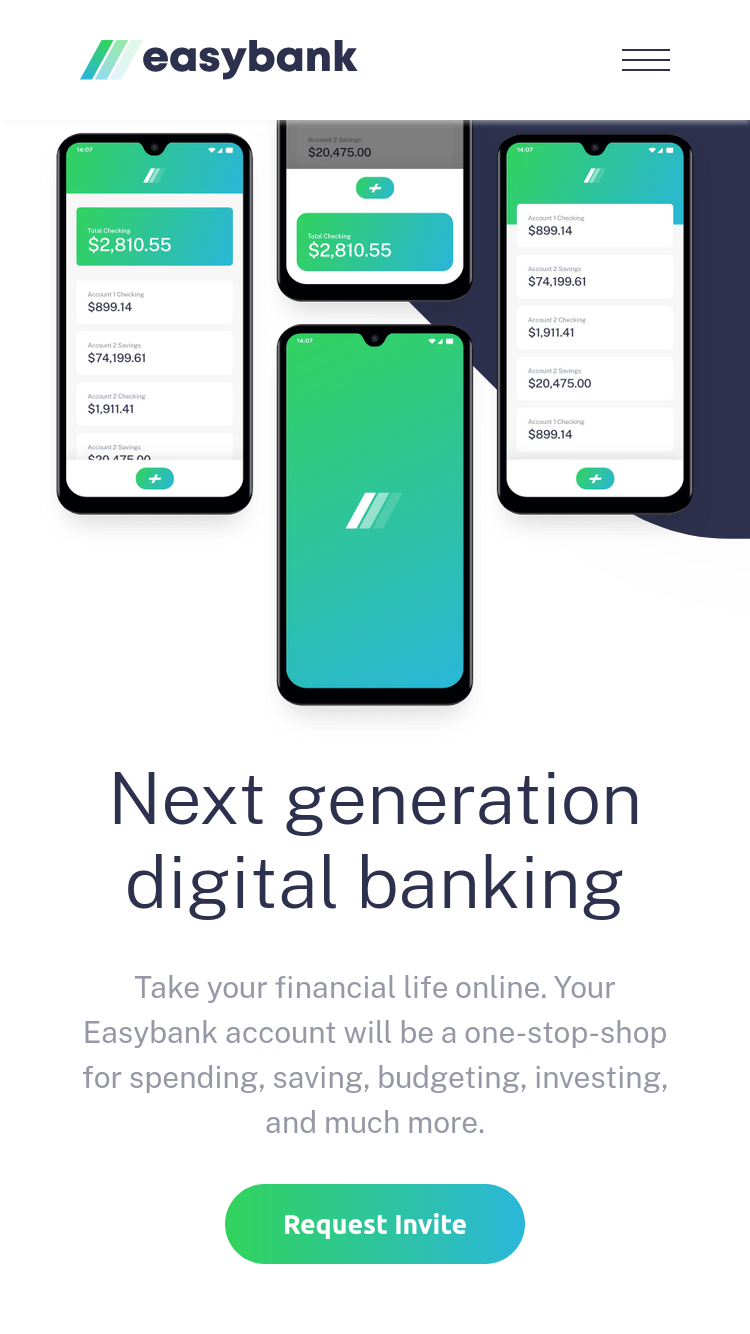 easybank
14:07
Total Checking
$2,810.55
Account 1 Checking
$899.14
Account 2 Savings
$74,199.61
Account 2 Checking
$1,911.41
Account 2 Savings
$20,475.00
Account 2 Savings
$20,475.00
Total Checking
$2,810.55
14:07
14:07
Account 1 Checking
$899.14
Account 2 Savings
$74,199.61
Account 2 Checking
$1,911.41
Account 2 Savings
$20,475.00
Account 1 Checking
$899.14
Next generation
digital banking
Take your financial life online. Your
Easybank account will be a one-stop-shop
for spending, saving, budgeting, investing,
and much more.
Request Invite